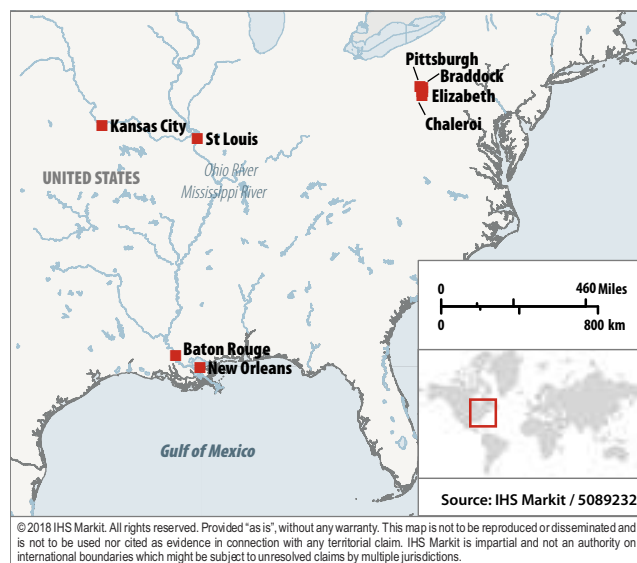 Pittsburgh
Braddock
Elizabeth
Chaleroi
Kansas City
St Louis
Ohio River
UNITED STATES
Mississippi River
0 460 Miles
0 800 km
Baton Rouge
New Orleans
Gulf of Mexico
Source: IHS Markit / 5089232
© 2018 IHS Markit. All rights reserved. Provided “as is”, without any warranty. This map is not to be reproduced or disseminated and
is not to be used nor cited as evidence in connection with any territorial claim. IHS Markit is impartial and not an authority on
international boundaries which might be subject to unresolved claims by multiple jurisdictions.